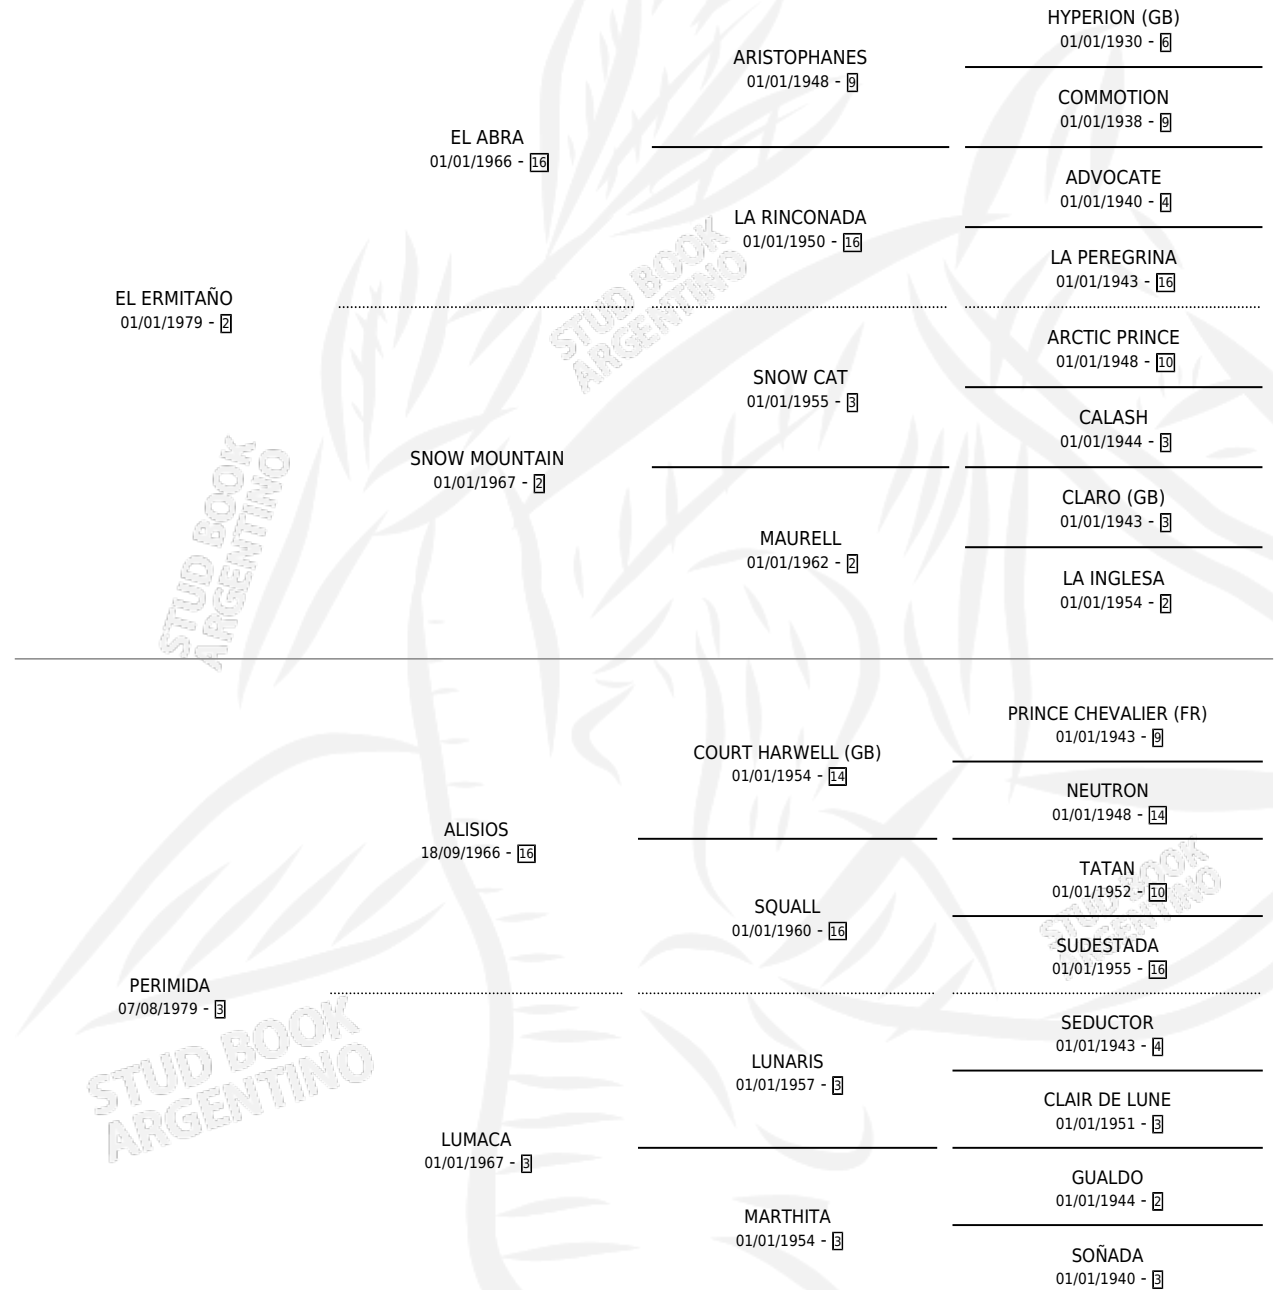 HYPERION (GB)
01/01/1930 - 6
ARISTOPHANES
01/01/1948 - 9
COMMOTION
01/01/1938 - 9
EL ABRA
01/01/1966 - 16
ADVOCATE
01/01/1940 - 4
LA RINCONADA
01/01/1950 - 16
LA PEREGRINA
01/01/1943 - 16
EL ERMITAÑO
01/01/1979 - 2
STUD BOOK
ARGENTINO
ARCTIC PRINCE
01/01/1948 - 10
SNOW CAT
01/01/1955 - 3
CALASH
01/01/1944 - 3
SNOW MOUNTAIN
01/01/1967 - 2
CLARO (GB)
01/01/1943 - 3
MAURELL
01/01/1962 - 2
LA INGLESA
01/01/1954 - 2
STUD BOOK
ARGENTINO
PRINCE CHEVALIER (FR)
01/01/1943 - 9
COURT HARWELL (GB)
01/01/1954 - 14
NEUTRON
01/01/1948 - 14
ALISIOS
18/09/1966 - 16
TATAN
01/01/1952 - 10
SQUALL
01/01/1960 - 16
STUD BOOK
ARGENTINO
SUDESTADA
01/01/1955 - 16
PERIMIDA
07/08/1979 - 3
STUD BOOK
ARGENTINO
SEDUCTOR
01/01/1943 - 4
LUNARIS
01/01/1957 - 3
CLAIR DE LUNE
01/01/1951 - 3
LUMACA
01/01/1967 - 3
GUALDO
01/01/1944 - 2
MARTHITA
01/01/1954 - 3
SOÑADA
01/01/1940 - 3